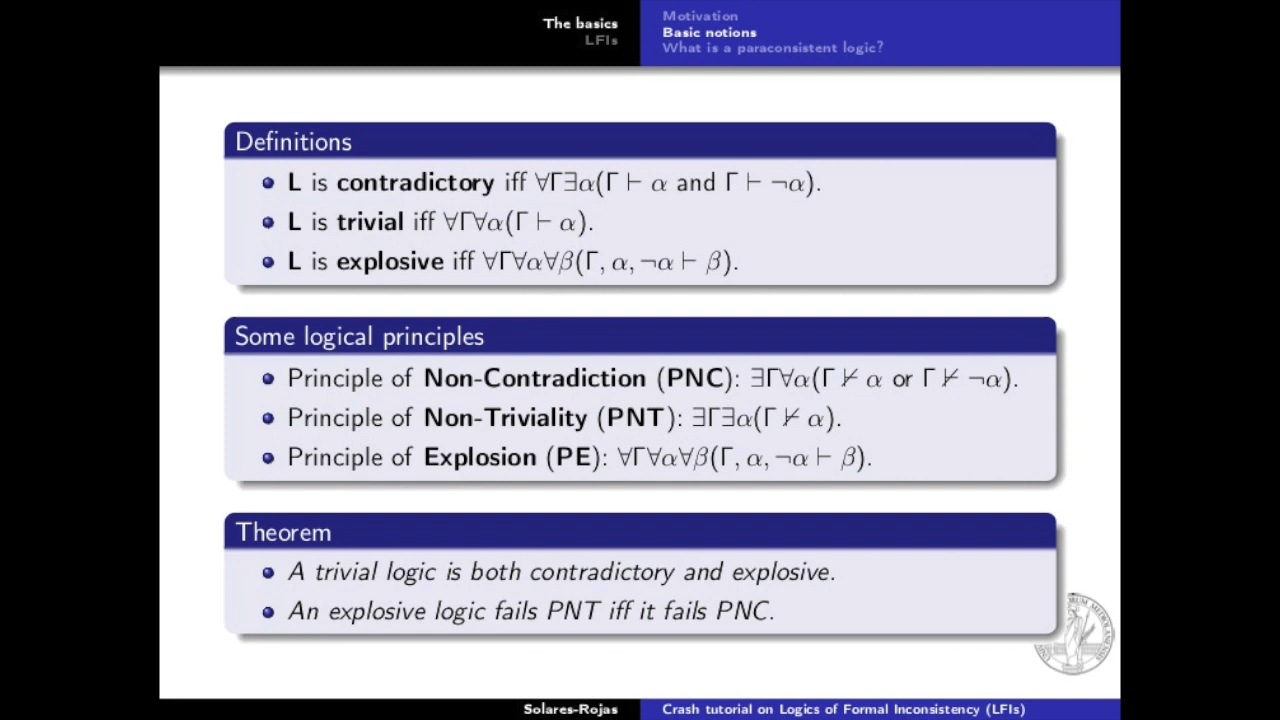 The basics
LFIs
Motivation
Basic notions
What is a paraconsistent logic?
Definitions
L is contradictory iff ∀Γ∃α(Γ ⊢ α and Γ ⊢ ¬α).
L is trivial iff ∀Γ∀α(Γ ⊢ α).
L is explosive iff ∀Γ∀α∀β(Γ, α, ¬α ⊢ β).
Some logical principles
Principle of Non-Contradiction (PNC): ∃Γ∀α(Γ ⊬ α or Γ ⊬ ¬α).
Principle of Non-Triviality (PNT): ∃Γ∃α(Γ ⊬ α).
Principle of Explosion (PE): ∀Γ∀α∀β(Γ, α, ¬α ⊢ β).
Theorem
A trivial logic is both contradictory and explosive.
An explosive logic fails PNT iff it fails PNC.
Solares-Rojas
Crash tutorial on Logics of Formal Inconsistency (LFIs)